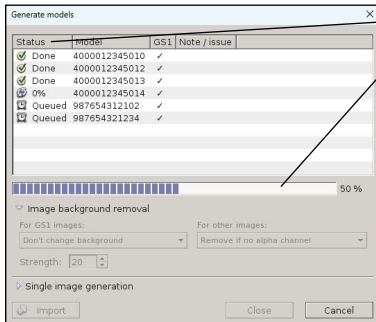 Generate models
Status Model GS1 Note / issue
Done 4000012345010 ✓
Done 4000012345012 ✓
Done 4000012345013 ✓
0% 4000012345014 ✓
Queued 987654312102 ✓
Queued 987654321234 ✓
50 %
Image background removal
For GS1 images: For other images:
Don't change background Remove if no alpha channel
Strength: 20
Single image generation
Import Close Cancel